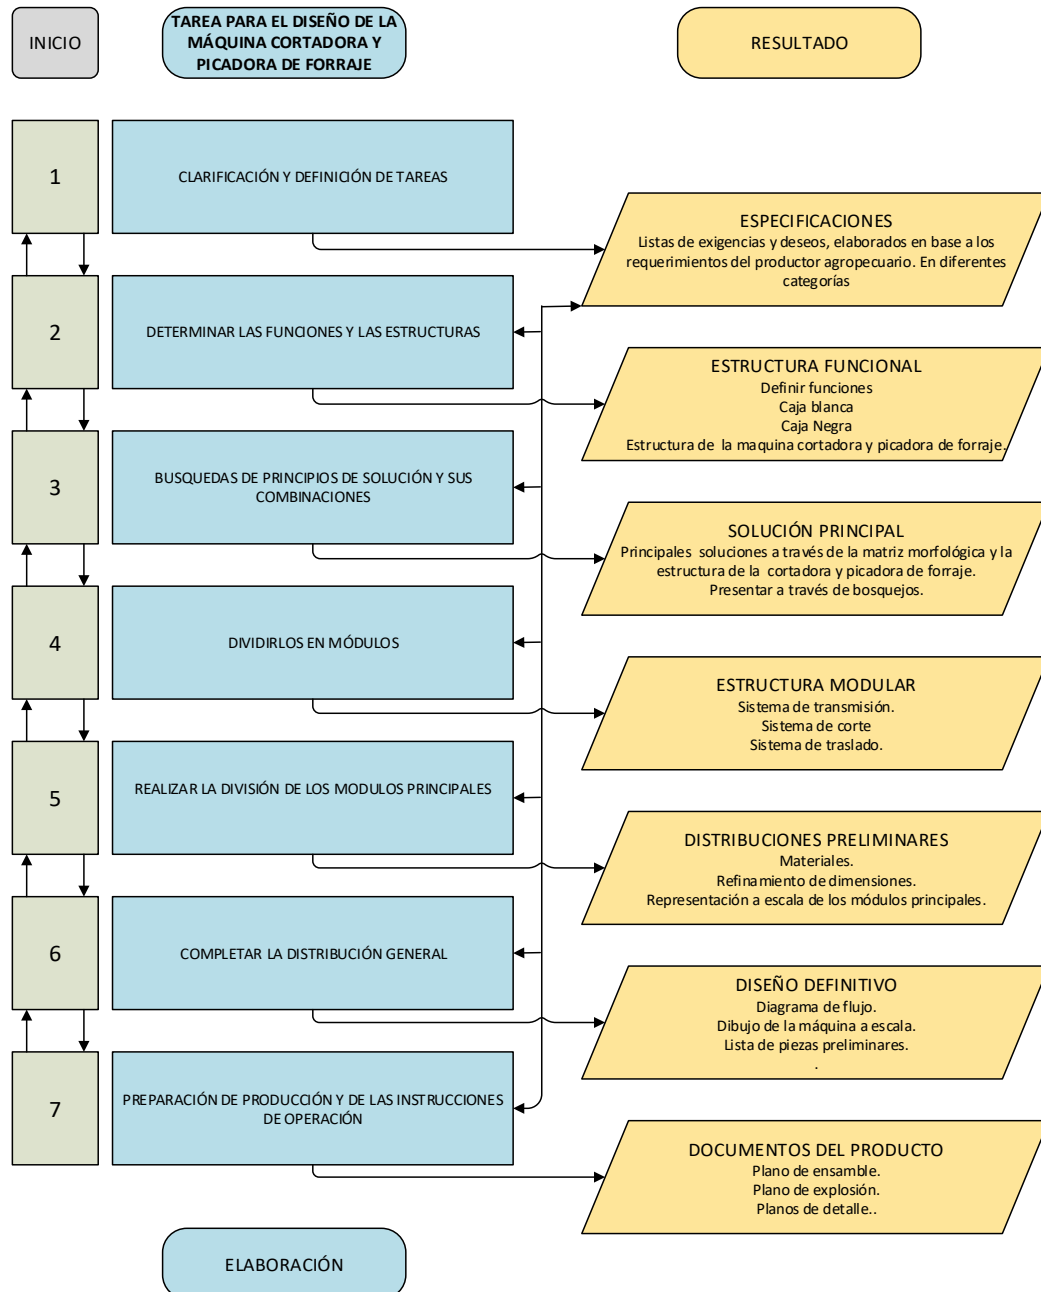 INICIO
TAREA PARA EL DISEÑO DE LA
MÁQUINA CORTADORA Y
PICADORA DE FORRAJE
RESULTADO
1
CLARIFICACIÓN Y DEFINICIÓN DE TAREAS
ESPECIFICACIONES
Listas de exigencias y deseos, elaborados en base a los
requerimientos del productor agropecuario. En diferentes
categorías
2
DETERMINAR LAS FUNCIONES Y LAS ESTRUCTURAS
ESTRUCTURA FUNCIONAL
Definir funciones
Caja blanca
Caja Negra
Estructura de la maquina cortadora y picadora de forraje.
3
BUSQUEDAS DE PRINCIPIOS DE SOLUCIÓN Y SUS
COMBINACIONES
SOLUCIÓN PRINCIPAL
Principales soluciones a través de la matriz morfológica y la
estructura de la cortadora y picadora de forraje.
Presentar a través de bosquejos.
4
DIVIDIRLOS EN MÓDULOS
ESTRUCTURA MODULAR
Sistema de transmisión.
Sistema de corte
Sistema de traslado.
5
REALIZAR LA DIVISIÓN DE LOS MODULOS PRINCIPALES
DISTRIBUCIONES PRELIMINARES
Materiales.
Refinamiento de dimensiones.
Representación a escala de los módulos principales.
6
COMPLETAR LA DISTRIBUCIÓN GENERAL
DISEÑO DEFINITIVO
Diagrama de flujo.
Dibujo de la máquina a escala.
Lista de piezas preliminares.
.
7
PREPARACIÓN DE PRODUCCIÓN Y DE LAS INSTRUCCIONES
DE OPERACIÓN
DOCUMENTOS DEL PRODUCTO
Plano de ensamble.
Plano de explosión.
Planos de detalle..
ELABORACIÓN